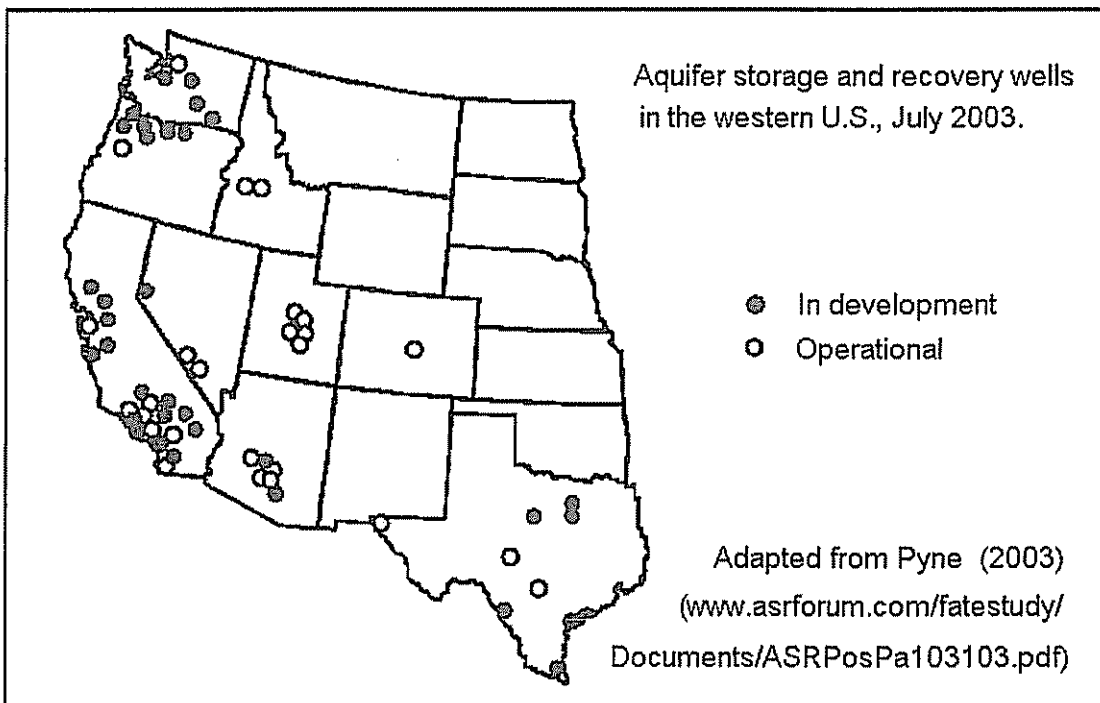 Aquifer storage and recovery wells
in the western U.S., July 2003.
In development
Operational
Adapted from Pyne (2003)
(www.asrforum.com/fatestudy/
Documents/ASRPosPa103103.pdf)